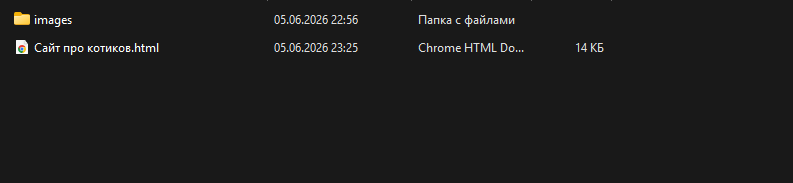 images 05.06.2026 22:56 Папка с файлами
Сайт про котиков.html 05.06.2026 23:25 Chrome HTML Do... 14 КБ